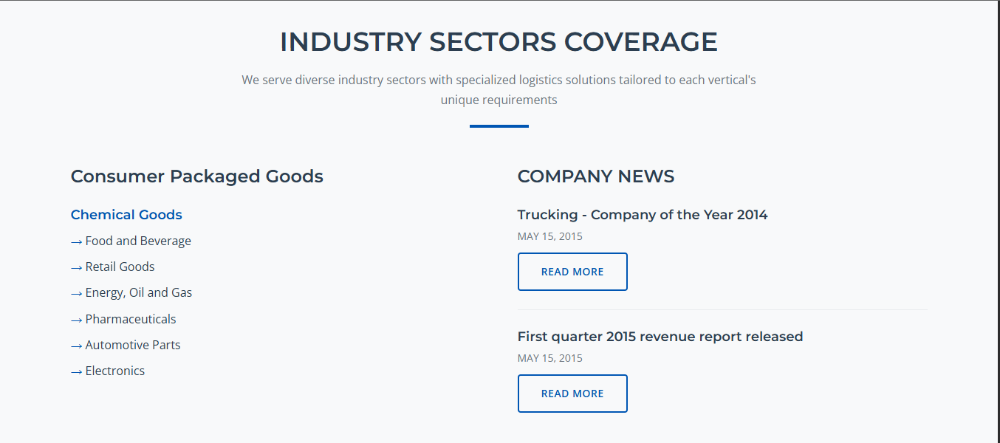 INDUSTRY SECTORS COVERAGE
We serve diverse industry sectors with specialized logistics solutions tailored to each vertical's
unique requirements
Consumer Packaged Goods
Chemical Goods
→ Food and Beverage
→ Retail Goods
→ Energy, Oil and Gas
→ Pharmaceuticals
→ Automotive Parts
→ Electronics
COMPANY NEWS
Trucking - Company of the Year 2014
MAY 15, 2015
READ MORE
First quarter 2015 revenue report released
MAY 15, 2015
READ MORE